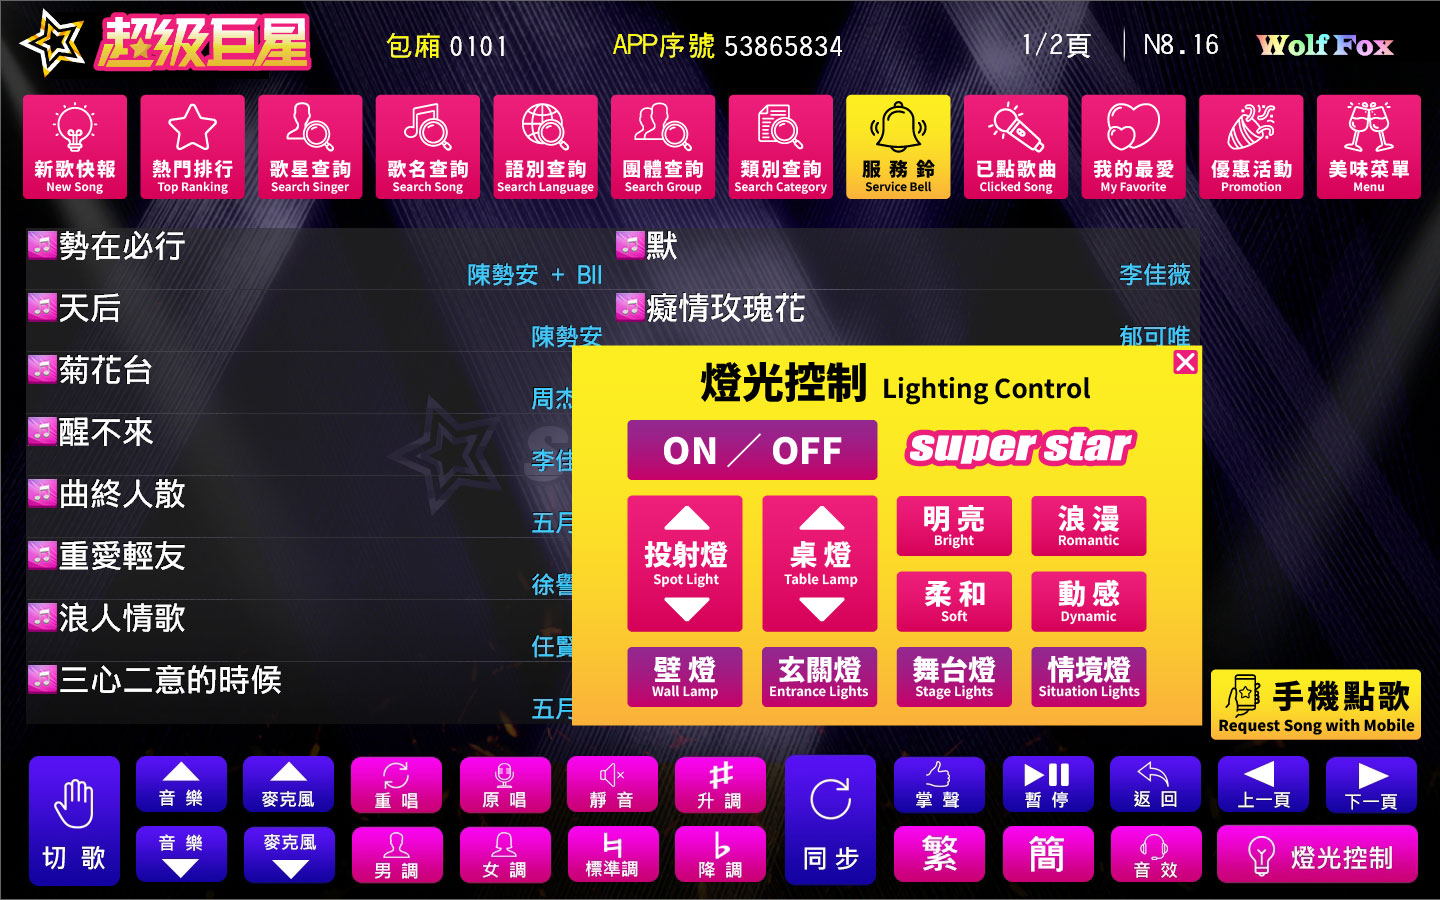 超级巨星
包廂 0101
APP序號 53865834
1/2頁
N8.16
Wolf Fox
新歌快報
New Song
熱門排行
Top Ranking
歌星查詢
Search Singer
歌名查詢
Search Song
語別查詢
Search Language
團體查詢
Search Group
類別查詢
Search Category
服務鈴
Service Bell
已點歌曲
Clicked Song
我的最愛
My Favorite
優惠活動
Promotion
美味菜單
Menu
勢在必行
陳勢安 + BII
默
李佳薇
天后
陳勢安
癡情玫瑰花
郁可唯
菊花台
周杰
醒不來
李佳
曲終人散
五月
重愛輕友
徐譽
浪人情歌
任賢
三心二意的時候
五月
S
燈光控制 Lighting Control
ON / OFF
super star
投射燈
Spot Light
桌燈
Table Lamp
明亮
Bright
浪漫
Romantic
柔和
Soft
動感
Dynamic
壁燈
Wall Lamp
玄關燈
Entrance Lights
舞台燈
Stage Lights
情境燈
Situation Lights
手機點歌
Request Song with Mobile
切歌
音樂
麥克風
重唱
原唱
靜音
升調
同步
掌聲
暫停
返回
上一頁
下一頁
音樂
麥克風
男調
女調
標準調
降調
繁
簡
音效
燈光控制